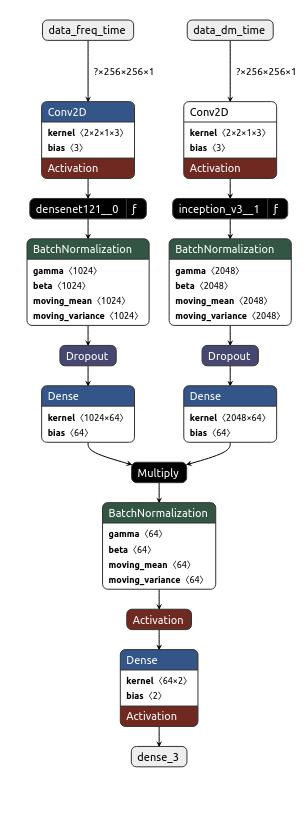 data_freq_time
data_dm_time
?×256×256×1
?×256×256×1
Conv2D
kernel ⟨2×2×1×3⟩
bias ⟨3⟩
Activation
Conv2D
kernel ⟨2×2×1×3⟩
bias ⟨3⟩
Activation
densenet121__0 ƒ
inception_v3__1 ƒ
BatchNormalization
gamma ⟨1024⟩
beta ⟨1024⟩
moving_mean ⟨1024⟩
moving_variance ⟨1024⟩
BatchNormalization
gamma ⟨2048⟩
beta ⟨2048⟩
moving_mean ⟨2048⟩
moving_variance ⟨2048⟩
Dropout
Dropout
Dense
kernel ⟨1024×64⟩
bias ⟨64⟩
Dense
kernel ⟨2048×64⟩
bias ⟨64⟩
Multiply
BatchNormalization
gamma ⟨64⟩
beta ⟨64⟩
moving_mean ⟨64⟩
moving_variance ⟨64⟩
Activation
Dense
kernel ⟨64×2⟩
bias ⟨2⟩
Activation
dense_3